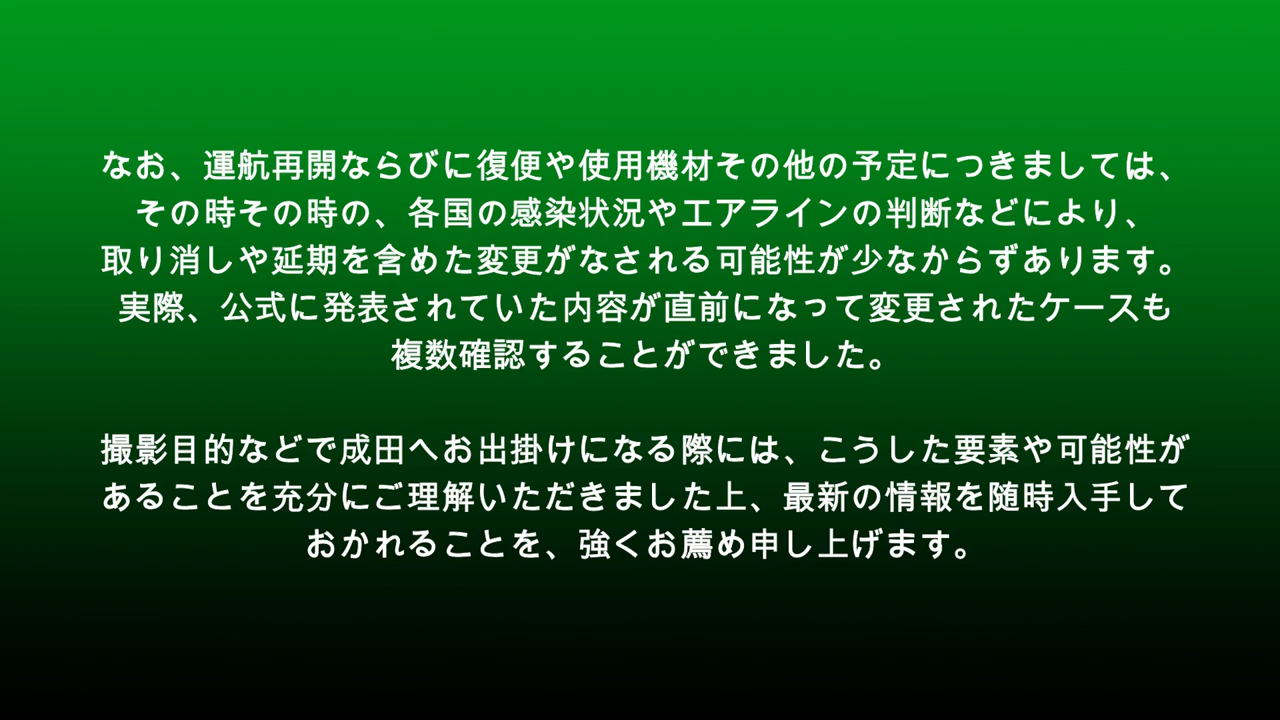 なお、運航再開ならびに復便や使用機材その他の予定につきましては、
その時その時の、各国の感染状況やエアラインの判断などにより、
取り消しや延期を含めた変更がなされる可能性が少なからずあります。
実際、公式に発表されていた内容が直前になって変更されたケースも
複数確認することができました。
撮影目的などで成田へお出掛けになる際には、こうした要素や可能性が
あることを充分にご理解いただきました上、最新の情報を随時入手して
おかれることを、強くお薦め申し上げます。